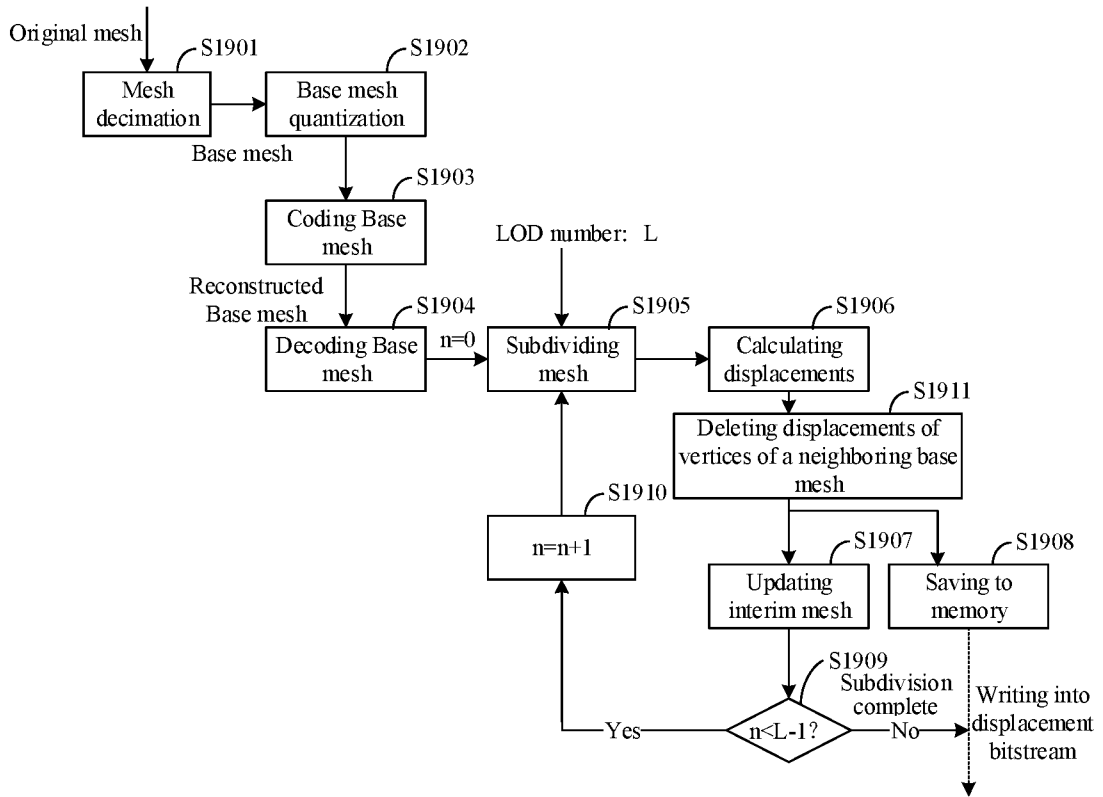 Original mesh
S1901
S1902
Mesh
decimation
Base mesh
quantization
Base mesh
S1903
Coding Base
mesh
LOD number: L
Reconstructed
Base mesh
S1904
S1905
S1906
Decoding Base
mesh
n=0
Subdividing
mesh
Calculating
displacements
S1911
Deleting displacements of
vertices of a neighboring base
mesh
S1910
n=n+1
S1907
S1908
Updating
interim mesh
Saving to
memory
S1909
Subdivision
complete
n<L-1?
Yes
No
Writing into
displacement
bitstream